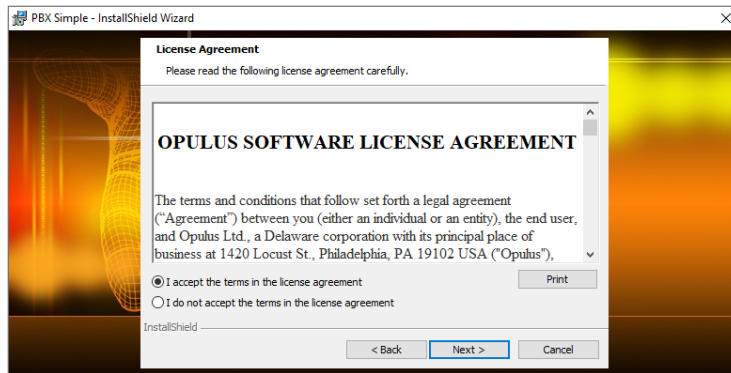 PBX Simple - InstallShield Wizard
License Agreement
Please read the following license agreement carefully.
OPULUS SOFTWARE LICENSE AGREEMENT
The terms and conditions that follow set forth a legal agreement
(“Agreement”) between you (either an individual or an entity), the end user,
and Opulus Ltd., a Delaware corporation with its principal place of
business at 1420 Locust St., Philadelphia, PA 19102 USA ("Opulus"),
I accept the terms in the license agreement
Print
I do not accept the terms in the license agreement
InstallShield
< Back
Next >
Cancel